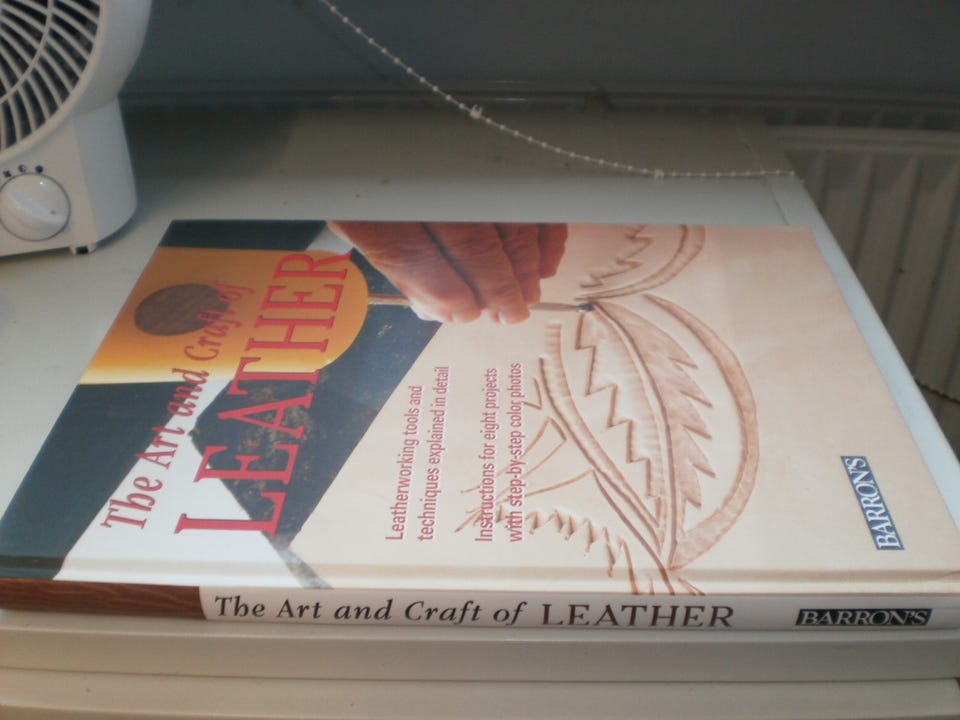 The Art and Craft of
LEATHER
Leatherworking tools and
techniques explained in detail
Instructions for eight projects
with step-by-step color photos
BARRON'S
The Art and Craft of LEATHER
BARRON'S